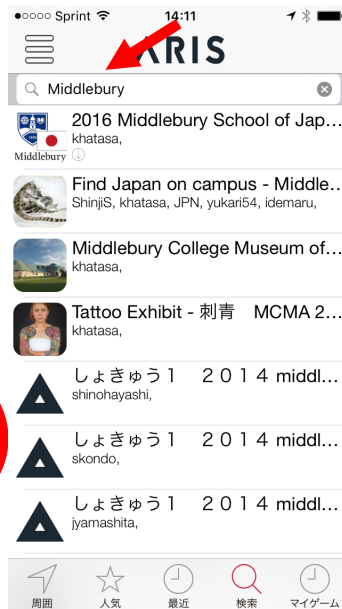 Sprint 14:11
ARIS
Middlebury
2016 Middlebury School of Jap...
khatasa,
Middlebury
Find Japan on campus - Middle...
ShinjiS, khatasa, JPN, yukari54, idemaru,
Middlebury College Museum of...
khatasa,
Tattoo Exhibit - 刺青　MCMA 2...
khatasa,
しょきゅう１　２０１４ middl...
shinohayashi,
しょきゅう１　２０１４ middl...
skondo,
しょきゅう１　２０１４ middl...
jyamashita,
周囲 人気 最近 検索 マイゲーム